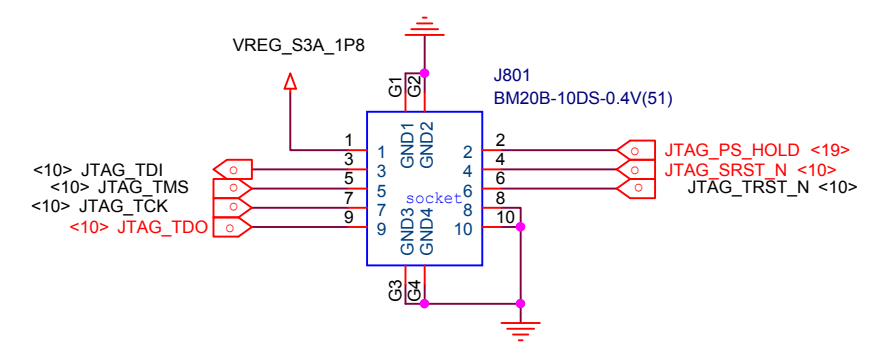 VREG_S3A_1P8
G1
G2
J801
BM20B-10DS-0.4V(51)
GND1
GND2
1
1
2
2
JTAG_PS_HOLD <19>
<10> JTAG_TDI
3
3
4
4
JTAG_SRST_N <10>
<10> JTAG_TMS
5
5
6
6
JTAG_TRST_N <10>
socket
<10> JTAG_TCK
7
7
8
8
<10> JTAG_TDO
9
9
10
10
GND3
GND4
G3
G4